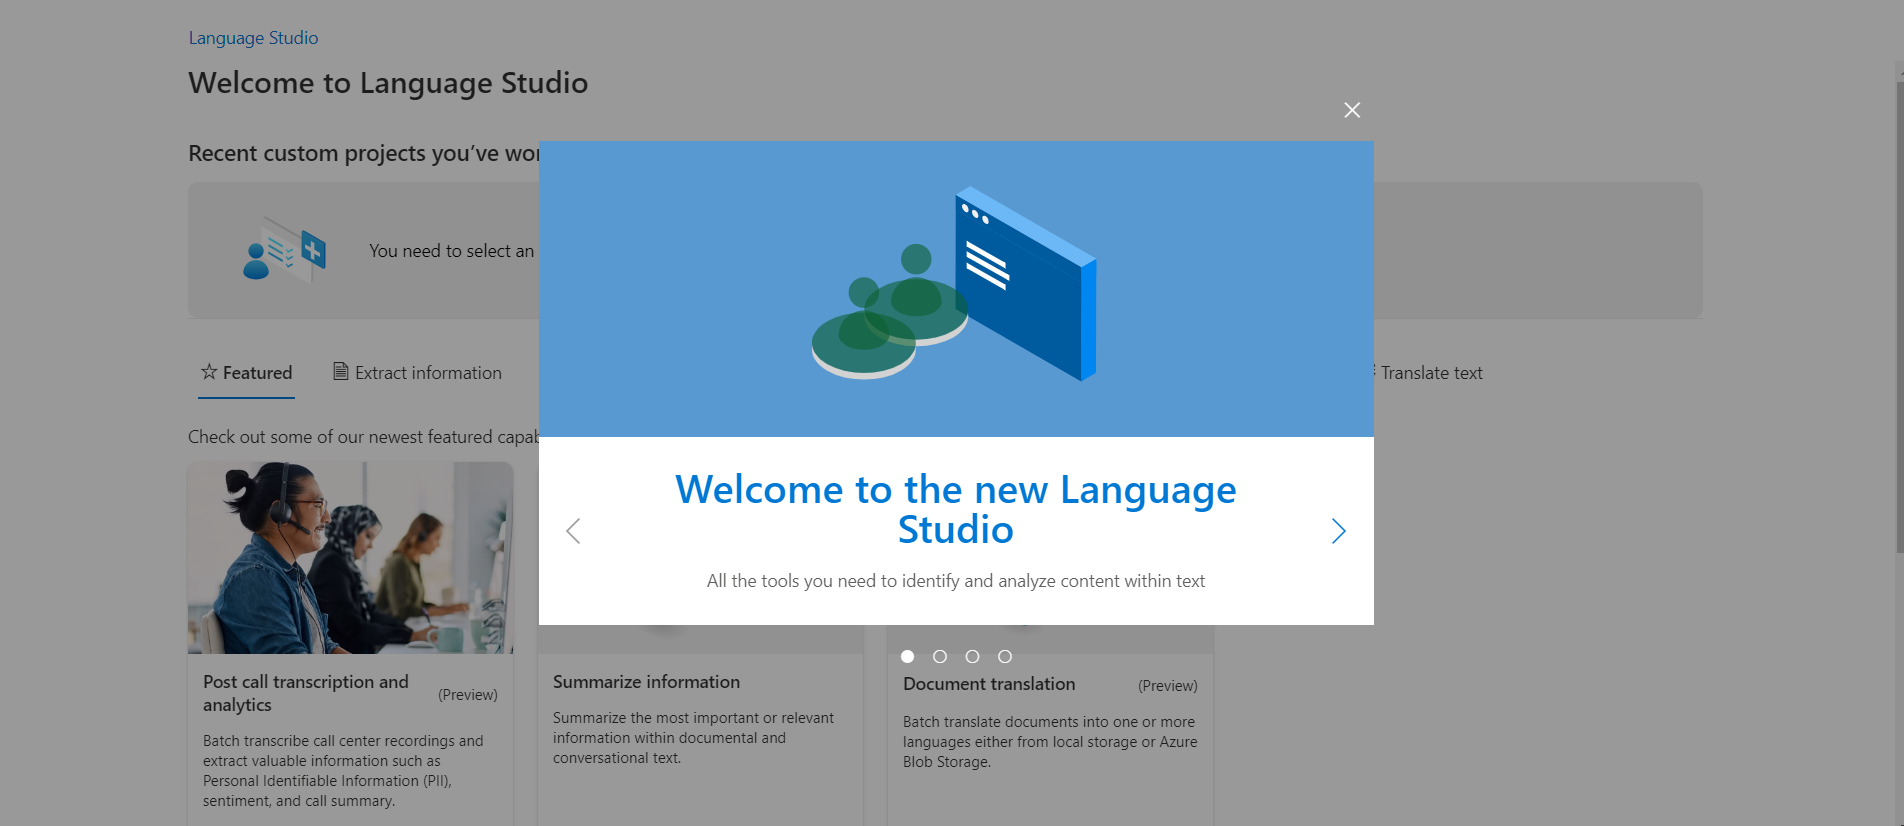 Language Studio
Welcome to Language Studio
Recent custom projects you've wor
You need to select an
Featured
Extract information
Translate text
Check out some of our newest featured capab
Welcome to the new Language
Studio
All the tools you need to identify and analyze content within text
Post call transcription and
analytics
(Preview)
Batch transcribe call center recordings and
extract valuable information such as
Personal Identifiable Information (PII),
sentiment, and call summary.
Summarize information
Summarize the most important or relevant
information within documental and
conversational text.
Document translation
(Preview)
Batch translate documents into one or more
languages either from local storage or Azure
Blob Storage.